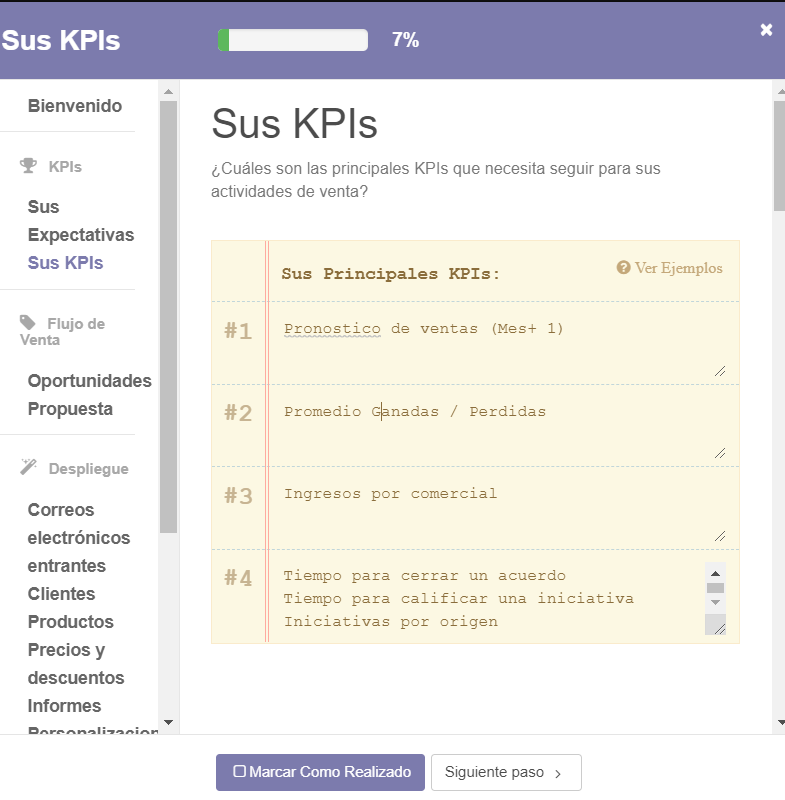 Sus KPIs
7%
Bienvenido
KPIs
Sus
Expectativas
Sus KPIs
Flujo de
Venta
Oportunidades
Propuesta
Despliegue
Correos
electrónicos
entrantes
Clientes
Productos
Precios y
descuentos
Informes
Sus KPIs
¿Cuáles son las principales KPIs que necesita seguir para sus
actividades de venta?
Sus Principales KPIs:
Ver Ejemplos
#1
Pronostico de ventas (Mes+ 1)
#2
Promedio Ganadas / Perdidas
#3
Ingresos por comercial
#4
Tiempo para cerrar un acuerdo
Tiempo para calificar una iniciativa
Iniciativas por origen
Marcar Como Realizado
Siguiente paso